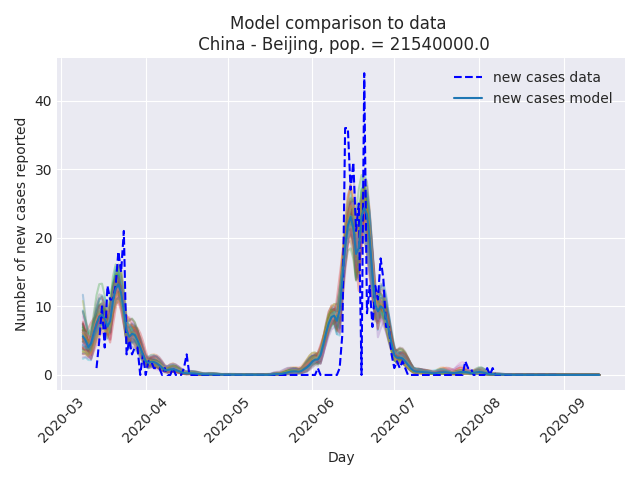 Model comparison to data
China - Beijing, pop. = 21540000.0
new cases data
new cases model
Number of new cases reported
40
30
20
10
0
2020-03
2020-04
2020-05
2020-06
2020-07
2020-08
2020-09
Day